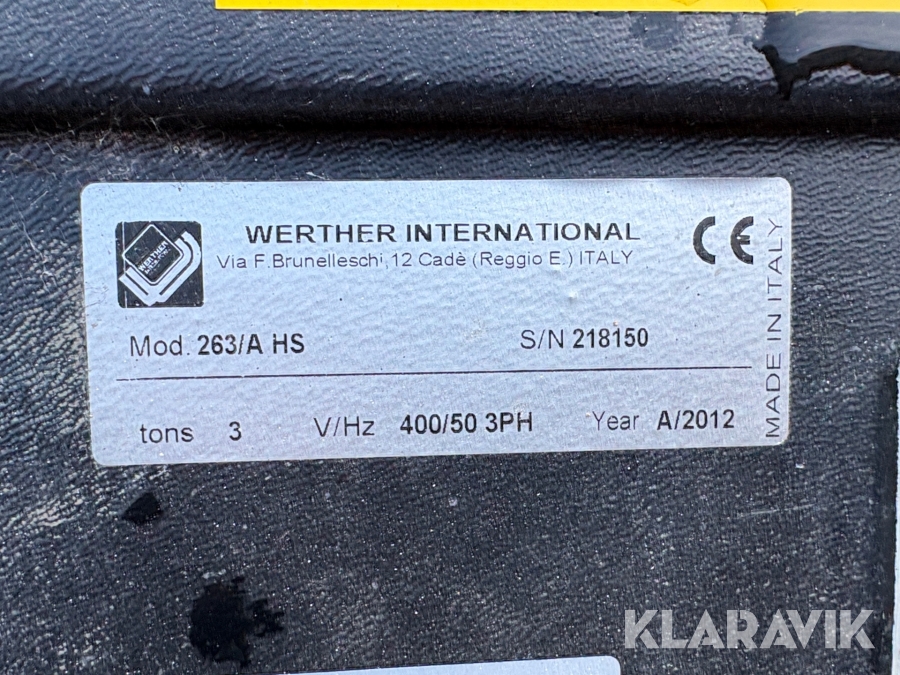 WERTHER
WERTHER INTERNATIONAL
Via F.Brunelleschi,12 Cadè (Reggio E.) ITALY
CE
Mod. 263/A HS S/N 218150
tons 3 V/Hz 400/50 3PH Year A/2012
MADE IN ITALY
KLARAVIK